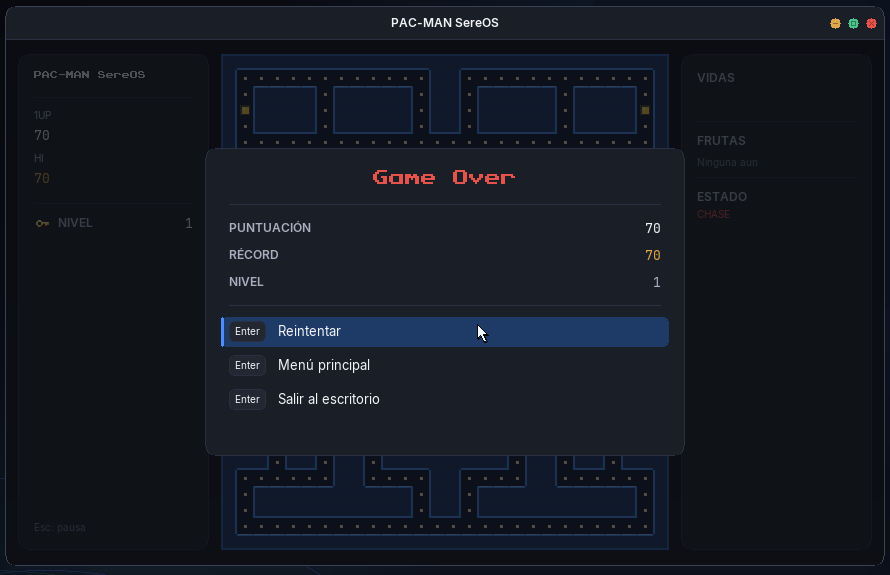 PAC-MAN SereOS
PAC-MAN SereOS
1UP
70
HI
70
NIVEL 1
Esc: pausa
VIDAS
FRUTAS
Ninguna aun
ESTADO
CHASE
Game Over
PUNTUACIÓN 70
RÉCORD 70
NIVEL 1
Enter Reintentar
Enter Menú principal
Enter Salir al escritorio